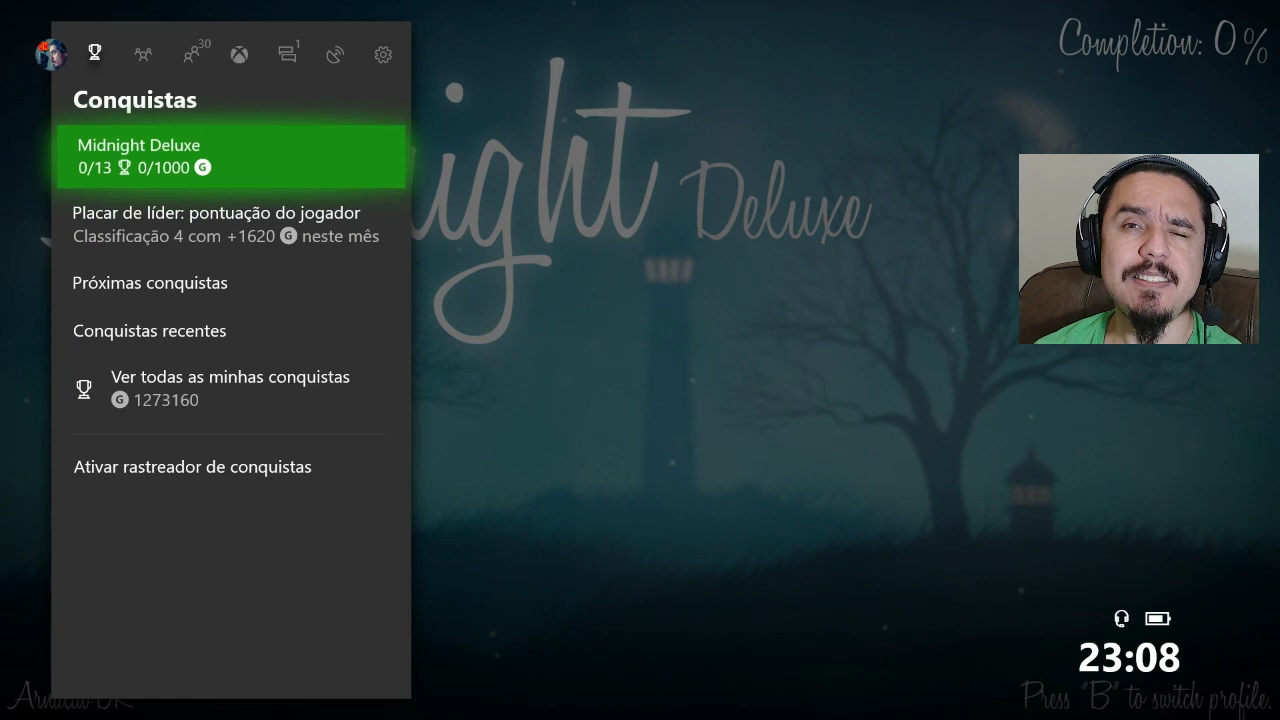 Completion: 0%
30
1
Conquistas
Midnight Deluxe
0/13 0/1000 G
ight Deluxe
Placar de líder: pontuação do jogador
Classificação 4 com +1620 G neste mês
Próximas conquistas
Conquistas recentes
Ver todas as minhas conquistas
G 1273160
Ativar rastreador de conquistas
23:08
Press "B" to switch profile.